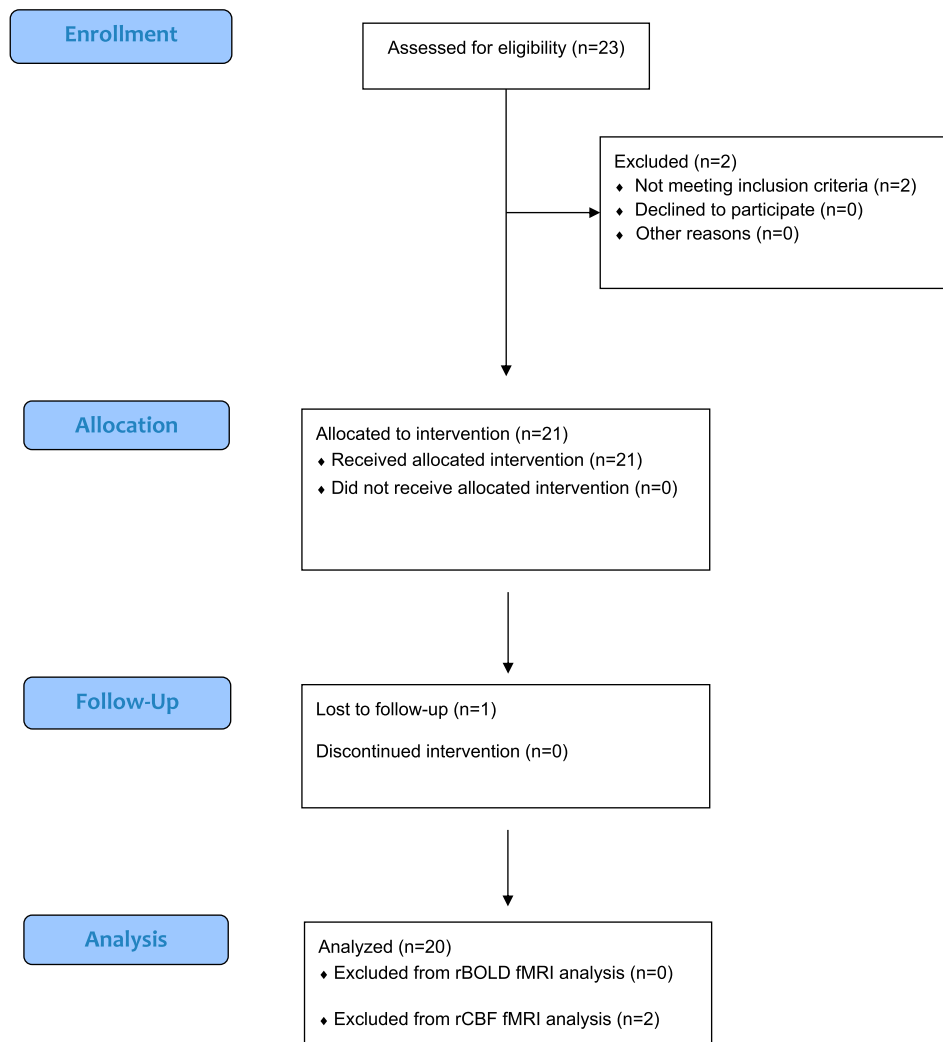 Enrollment
Assessed for eligibility (n=23)
Excluded (n=2)
♦ Not meeting inclusion criteria (n=2)
♦ Declined to participate (n=0)
♦ Other reasons (n=0)
Allocation
Allocated to intervention (n=21)
♦ Received allocated intervention (n=21)
♦ Did not receive allocated intervention (n=0)
Follow-Up
Lost to follow-up (n=1)
Discontinued intervention (n=0)
Analysis
Analyzed (n=20)
♦ Excluded from rBOLD fMRI analysis (n=0)
♦ Excluded from rCBF fMRI analysis (n=2)